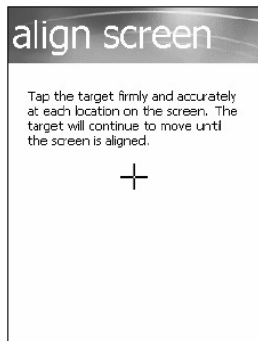 align screen
Tap the target firmly and accurately
at each location on the screen. The
target will continue to move until
the screen is aligned.